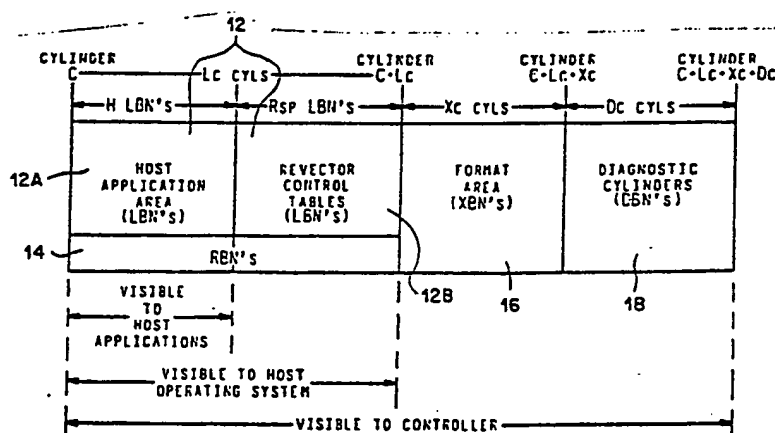 12
CYLINDER CYLINDER CYLINDER CYLINDER
C LC CYLS C+LC C+LC+XC C+LC+XC+DC
H LBN'S RSP LBN'S XC CYLS DC CYLS
12A
HOST
APPLICATION
AREA
(LBN'S)
REVECTOR
CONTROL
TABLES
(LBN'S)
FORMAT
AREA
(XBN'S)
DIAGNOSTIC
CYLINDERS
(DBN'S)
14
RBN'S
12B
16
18
VISIBLE
TO
HOST
APPLICATIONS
VISIBLE TO HOST
OPERATING SYSTEM
VISIBLE TO CONTROLLER